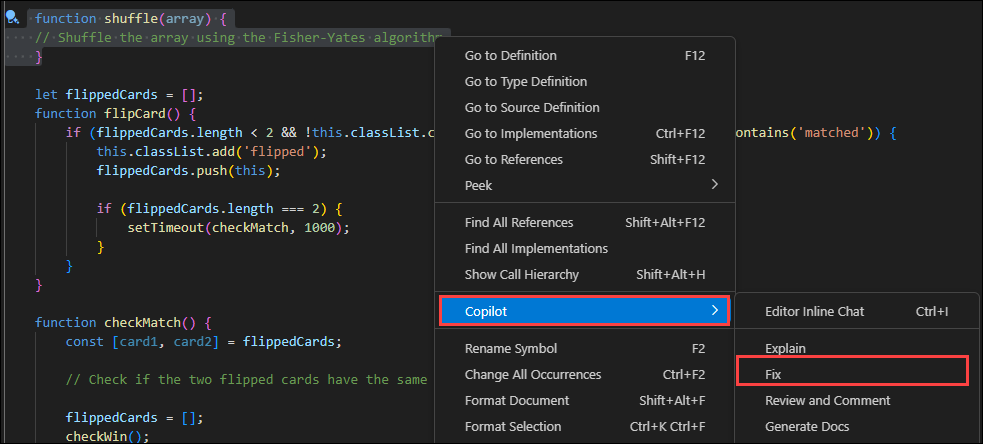 function shuffle(array) {
// Shuffle the array using the Fisher-Yates algorithm
}
let flippedCards = [];
function flipCard() {
if (flippedCards.length < 2 && !this.classList.c
ontains('matched')) {
this.classList.add('flipped');
flippedCards.push(this);
if (flippedCards.length === 2) {
setTimeout(checkMatch, 1000);
}
}
}
function checkMatch() {
const [card1, card2] = flippedCards;
// Check if the two flipped cards have the same
flippedCards = [];
checkWin();
Go to Definition F12
Go to Type Definition
Go to Source Definition
Go to Implementations Ctrl+F12
Go to References Shift+F12
Peek
Find All References Shift+Alt+F12
Find All Implementations
Show Call Hierarchy Shift+Alt+H
Copilot
Rename Symbol F2
Change All Occurrences Ctrl+F2
Format Document Shift+Alt+F
Format Selection Ctrl+K Ctrl+F
Editor Inline Chat Ctrl+I
Explain
Fix
Review and Comment
Generate Docs